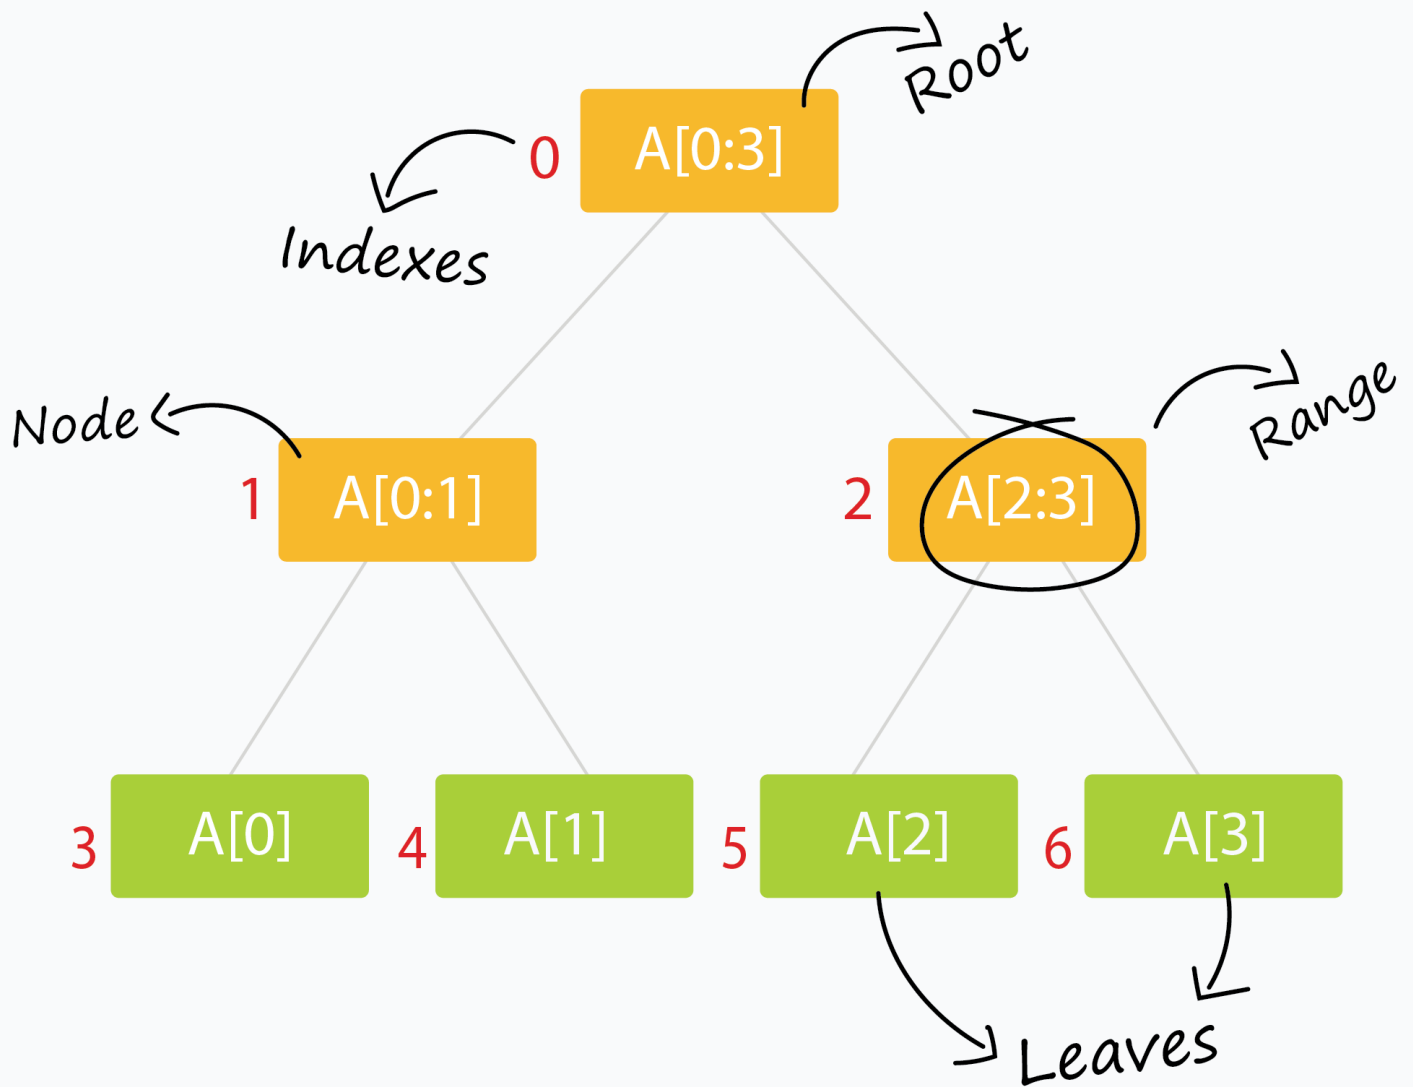 Root
0 A[0:3]
Indexes
Node
Range
1 A[0:1]
2 A[2:3]
3 A[0]
4 A[1]
5 A[2]
6 A[3]
Leaves